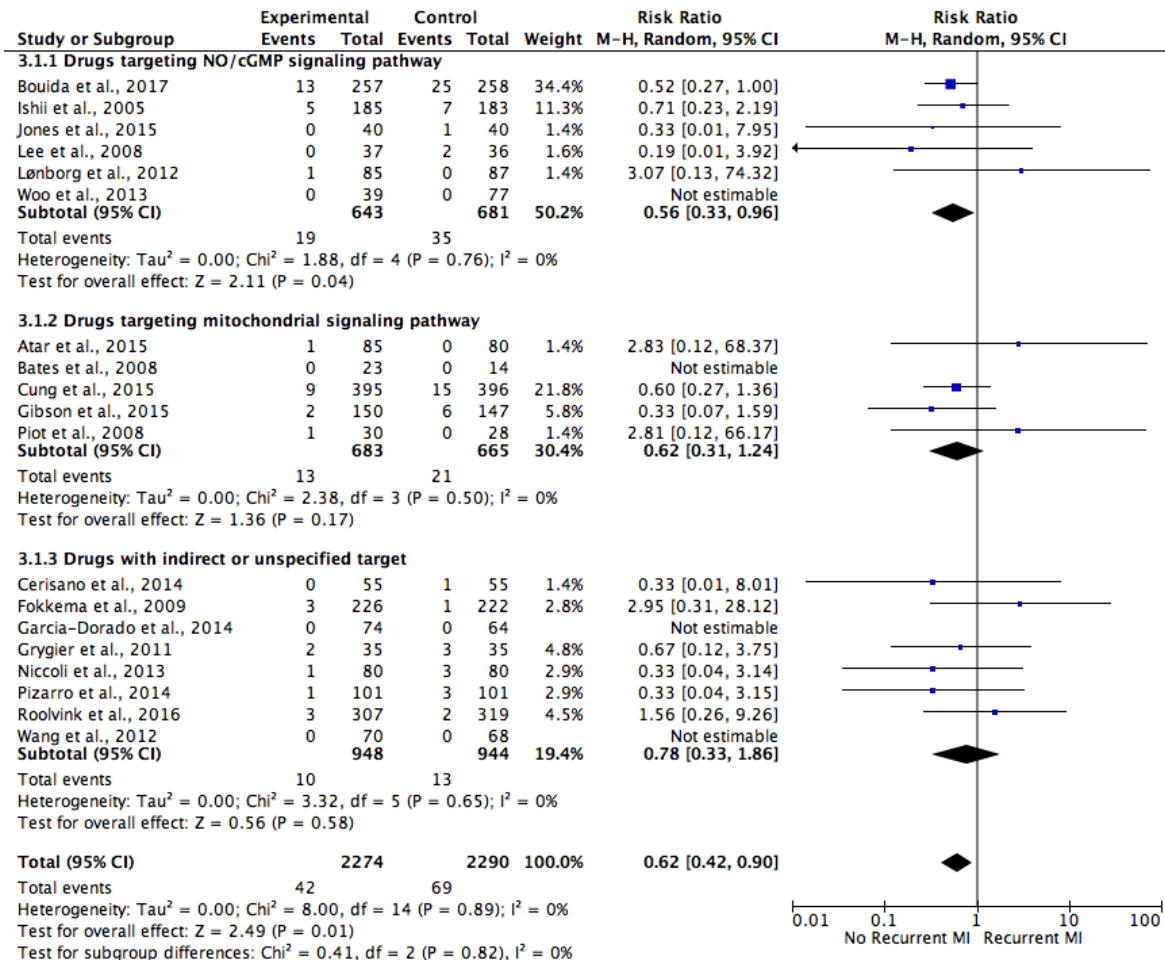 Experimental Control Risk Ratio Risk Ratio
Study or Subgroup Events Total Events Total Weight M-H, Random, 95% CI M-H, Random, 95% CI
3.1.1 Drugs targeting NO/cGMP signaling pathway
Bouida et al., 2017 13 257 25 258 34.4% 0.52 [0.27, 1.00]
Ishii et al., 2005 5 185 7 183 11.3% 0.71 [0.23, 2.19]
Jones et al., 2015 0 40 1 40 1.4% 0.33 [0.01, 7.95]
Lee et al., 2008 0 37 2 36 1.6% 0.19 [0.01, 3.92]
Lønborg et al., 2012 1 85 0 87 1.4% 3.07 [0.13, 74.32]
Woo et al., 2013 0 39 0 77 Not estimable
Subtotal (95% CI) 643 681 50.2% 0.56 [0.33, 0.96]
Total events 19 35
Heterogeneity: Tau² = 0.00; Chi² = 1.88, df = 4 (P = 0.76); I² = 0%
Test for overall effect: Z = 2.11 (P = 0.04)
3.1.2 Drugs targeting mitochondrial signaling pathway
Atar et al., 2015 1 85 0 80 1.4% 2.83 [0.12, 68.37]
Bates et al., 2008 0 23 0 14 Not estimable
Cung et al., 2015 9 395 15 396 21.8% 0.60 [0.27, 1.36]
Gibson et al., 2015 2 150 6 147 5.8% 0.33 [0.07, 1.59]
Piot et al., 2008 1 30 0 28 1.4% 2.81 [0.12, 66.17]
Subtotal (95% CI) 683 665 30.4% 0.62 [0.31, 1.24]
Total events 13 21
Heterogeneity: Tau² = 0.00; Chi² = 2.38, df = 3 (P = 0.50); I² = 0%
Test for overall effect: Z = 1.36 (P = 0.17)
3.1.3 Drugs with indirect or unspecified target
Cerisano et al., 2014 0 55 1 55 1.4% 0.33 [0.01, 8.01]
Fokkema et al., 2009 3 226 1 222 2.8% 2.95 [0.31, 28.12]
Garcia-Dorado et al., 2014 0 74 0 64 Not estimable
Grygier et al., 2011 2 35 3 35 4.8% 0.67 [0.12, 3.75]
Niccoli et al., 2013 1 80 3 80 2.9% 0.33 [0.04, 3.14]
Pizarro et al., 2014 1 101 3 101 2.9% 0.33 [0.04, 3.15]
Roolvink et al., 2016 3 307 2 319 4.5% 1.56 [0.26, 9.26]
Wang et al., 2012 0 70 0 68 Not estimable
Subtotal (95% CI) 948 944 19.4% 0.78 [0.33, 1.86]
Total events 10 13
Heterogeneity: Tau² = 0.00; Chi² = 3.32, df = 5 (P = 0.65); I² = 0%
Test for overall effect: Z = 0.56 (P = 0.58)
Total (95% CI) 2274 2290 100.0% 0.62 [0.42, 0.90]
Total events 42 69
Heterogeneity: Tau² = 0.00; Chi² = 8.00, df = 14 (P = 0.89); I² = 0%
Test for overall effect: Z = 2.49 (P = 0.01)
Test for subgroup differences: Chi² = 0.41, df = 2 (P = 0.82), I² = 0%
0.01 0.1 1 10 100
No Recurrent MI Recurrent MI